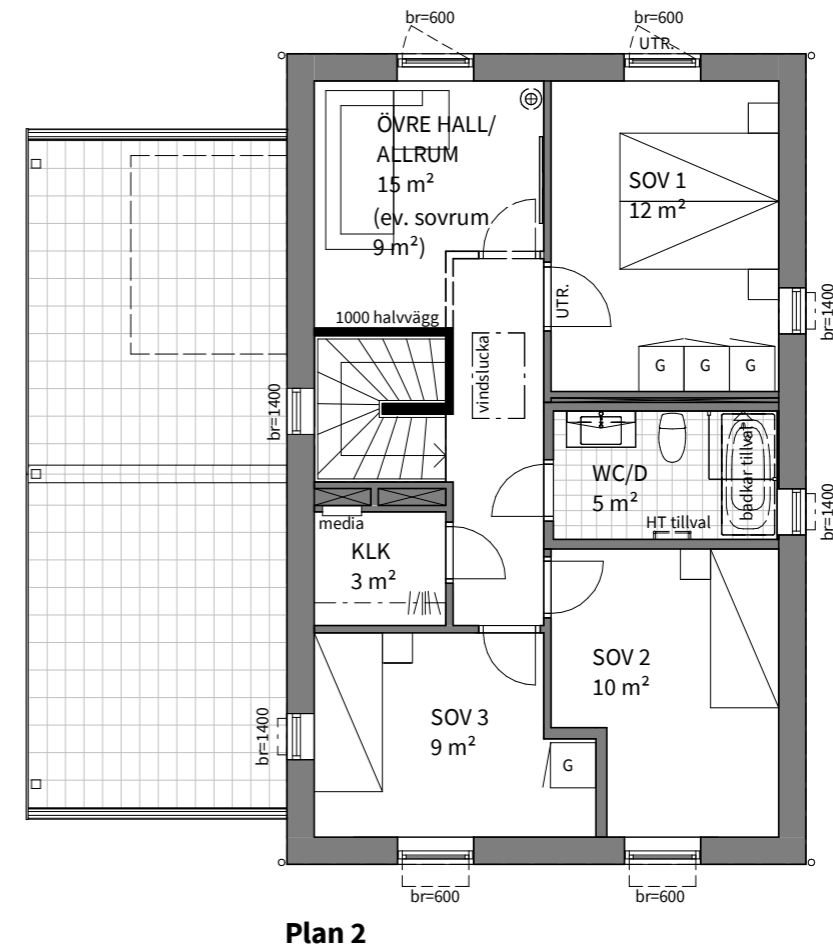 br=600
br=600
UTR.
ÖVRE HALL/
ALLRUM
15 m²
(ev. sovrum
9 m²)
SOV 1
12 m²
UTR.
br=1400
1000 halvvägg
vindslucka
G
G
G
br=1400
WC/D
5 m²
badkar tillval
HT tillval
br=1400
media
KLK
3 m²
SOV 2
10 m²
SOV 3
9 m²
G
br=1400
br=600
br=600
Plan 2